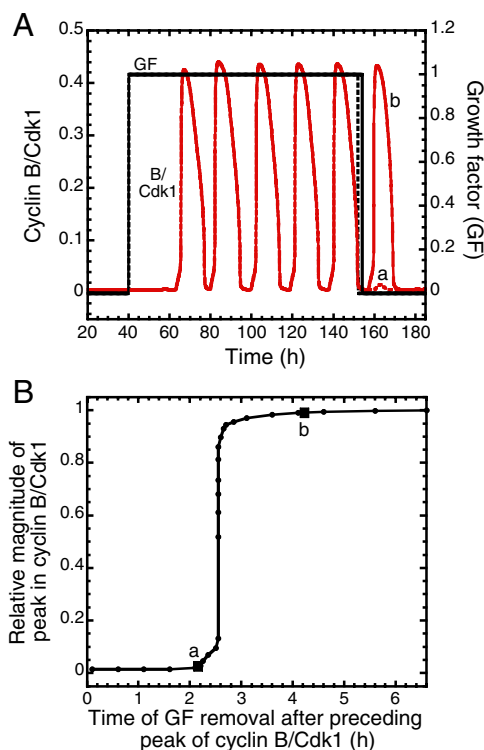 A
GF
B/
Cdk1
b
a
Cyclin B/Cdk1
Growth factor (GF)
0.5
0.4
0.3
0.2
0.1
0
1.2
1
0.8
0.6
0.4
0.2
0
20 40 60 80 100 120 140 160 180
Time (h)
B
Relative magnitude of
peak in cyclin B/Cdk1
1
0.8
0.6
0.4
0.2
0
a
b
0 1 2 3 4 5 6
Time of GF removal after preceding
peak of cyclin B/Cdk1 (h)